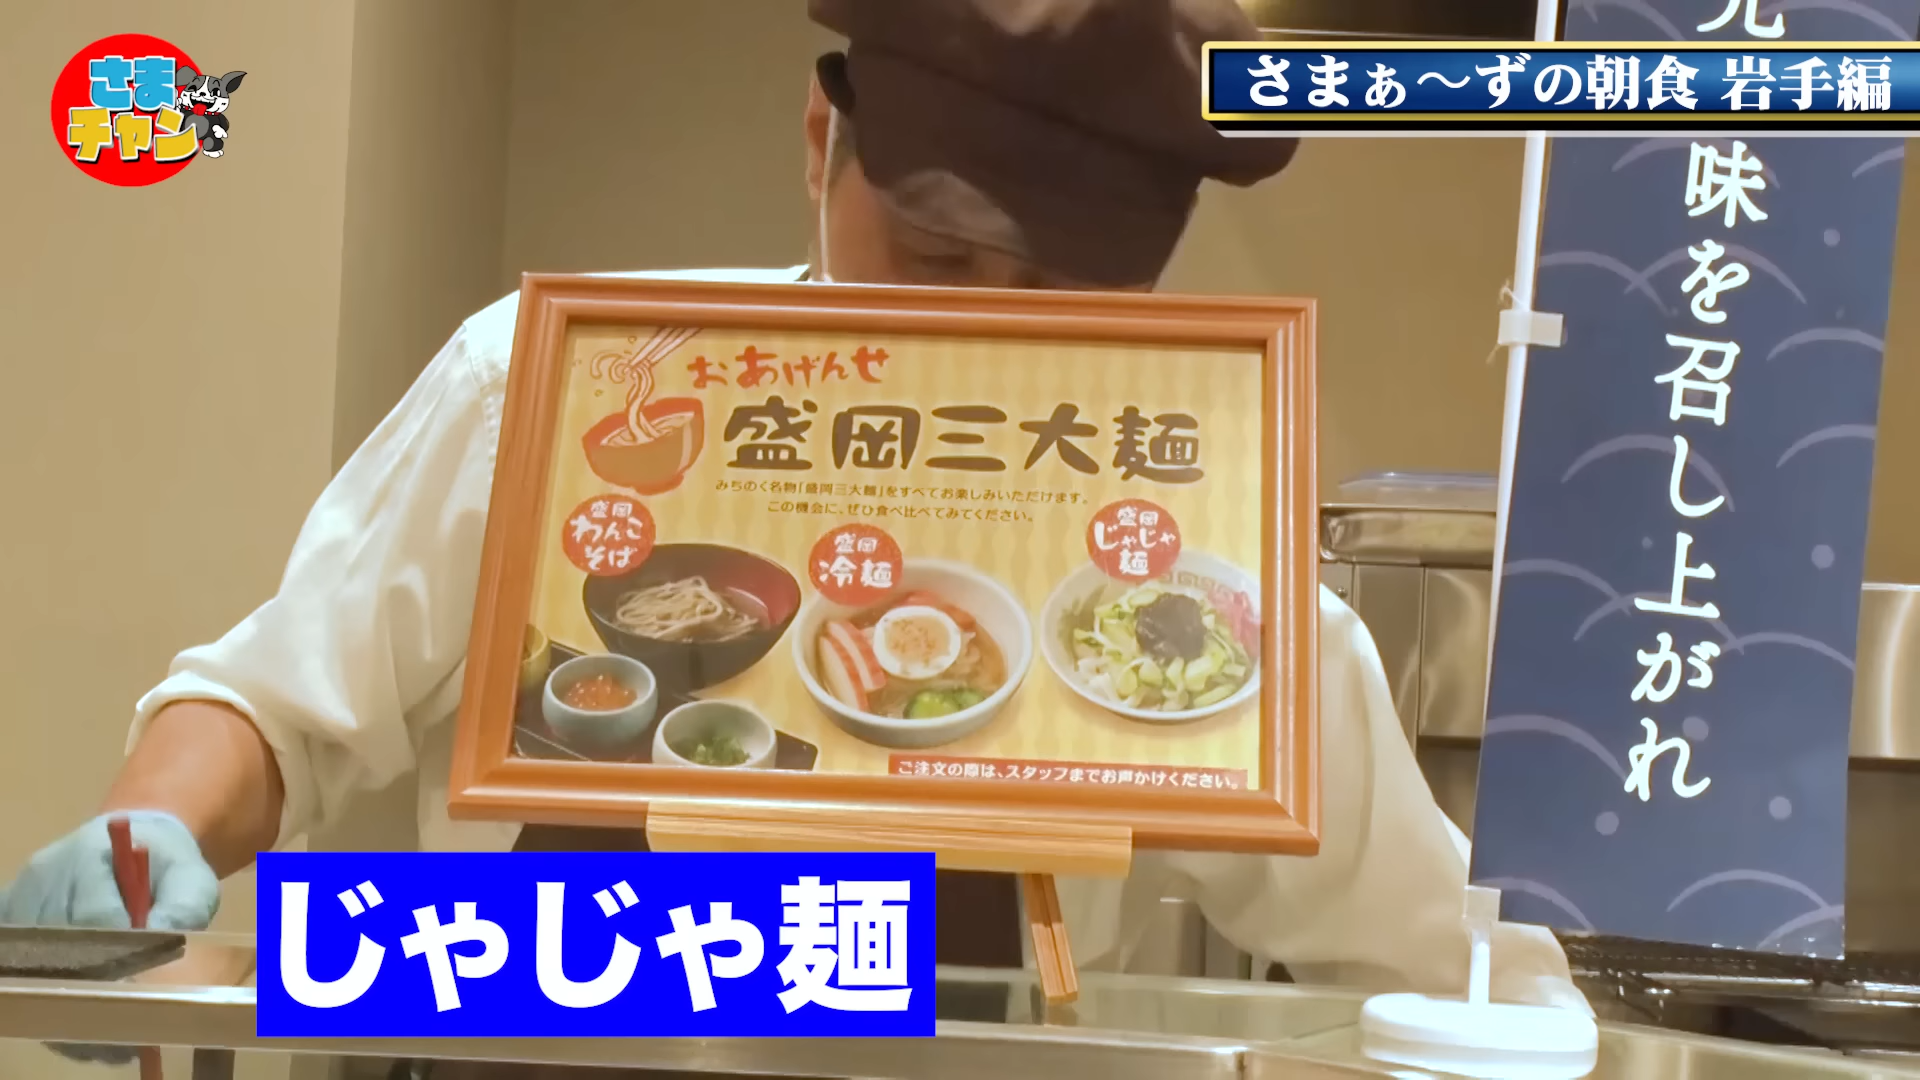 さま
チャン
さまぁ～ずの朝食 岩手編
味を召し上がれ
おあげんせ
盛岡三大麺
みちのく名物「盛岡三大麺」をすべてお楽しみいただけます。
この機会に、ぜひ食べ比べてみてください。
盛岡
わんこ
そば
盛岡
冷麺
盛岡
じゃじゃ
麺
ご注文の際は、スタッフまでお声かけください。
じゃじゃ麺